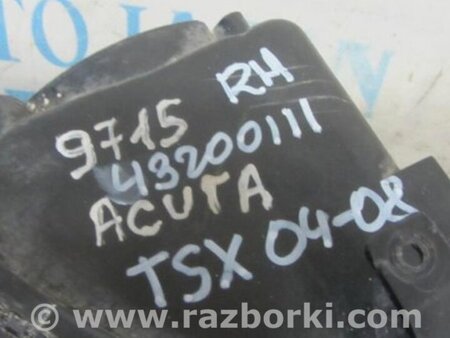 9715 RH
43200111
ACUTA
TSX 04-08
© www.razborki.com